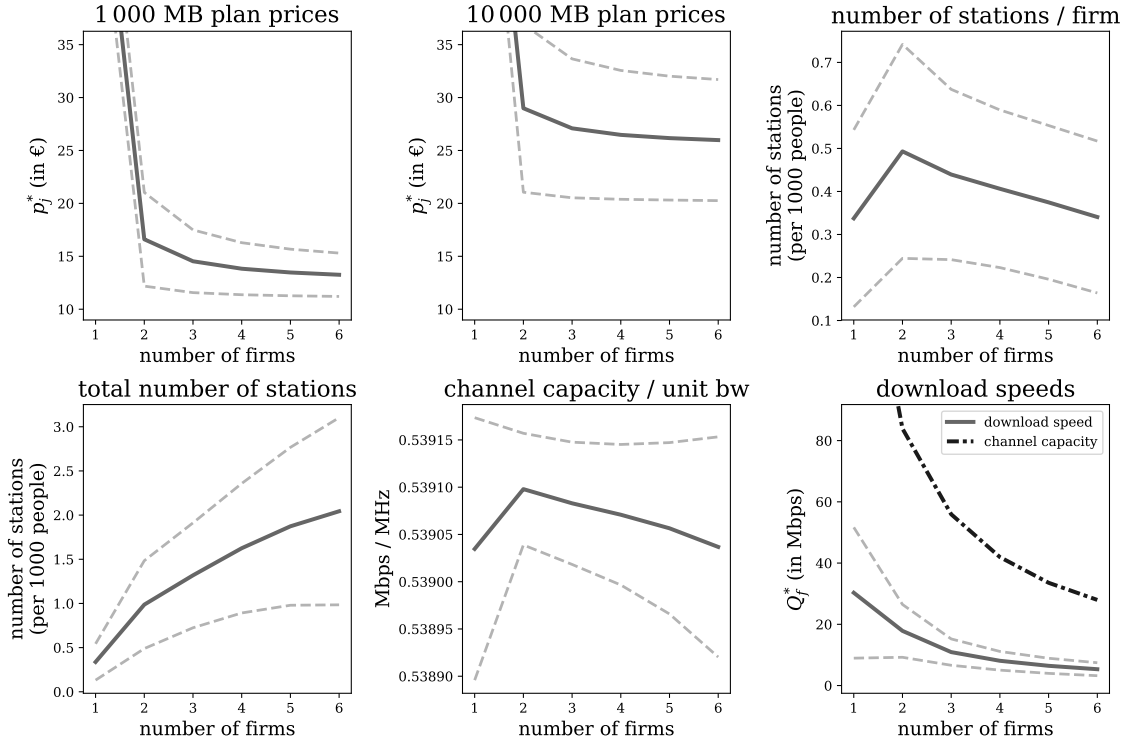 1 000 MB plan prices
35
30
25
20
15
10
p*j (in €)
1 2 3 4 5 6
number of firms
10 000 MB plan prices
35
30
25
20
15
10
p*j (in €)
1 2 3 4 5 6
number of firms
number of stations / firm
0.7
0.6
0.5
0.4
0.3
0.2
0.1
number of stations
(per 1000 people)
1 2 3 4 5 6
number of firms
total number of stations
3.0
2.5
2.0
1.5
1.0
0.5
0.0
number of stations
(per 1000 people)
1 2 3 4 5 6
number of firms
channel capacity / unit bw
0.53915
0.53910
0.53905
0.53900
0.53895
0.53890
Mbps / MHz
1 2 3 4 5 6
number of firms
download speeds
download speed
channel capacity
80
60
40
20
0
Q*f (in Mbps)
1 2 3 4 5 6
number of firms